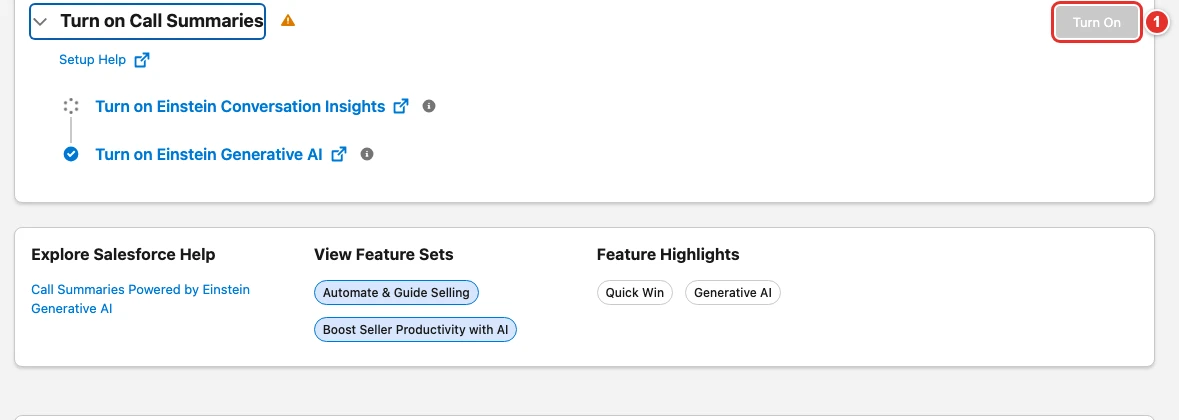 Turn on Call Summaries
Turn On
1
Setup Help
Turn on Einstein Conversation Insights
Turn on Einstein Generative AI
Explore Salesforce Help
View Feature Sets
Feature Highlights
Call Summaries Powered by Einstein
Generative AI
Automate & Guide Selling
Boost Seller Productivity with AI
Quick Win
Generative AI